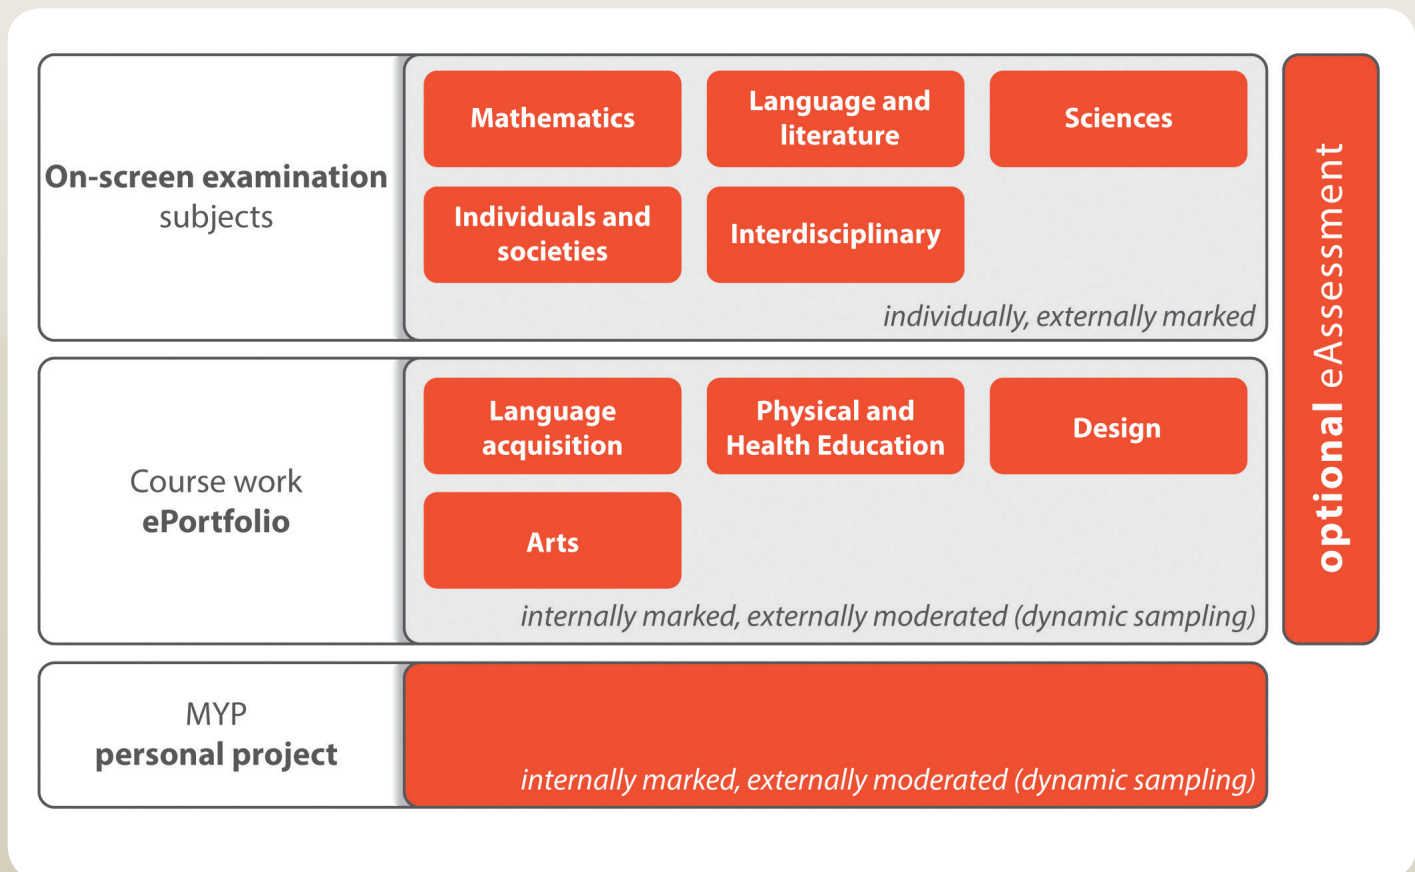 On-screen examination
subjects
Mathematics
Language and
literature
Sciences
Individuals and
societies
Interdisciplinary
individually, externally marked
Course work
ePortfolio
Language
acquisition
Physical and
Health Education
Design
Arts
internally marked, externally moderated (dynamic sampling)
MYP
personal project
internally marked, externally moderated (dynamic sampling)
optional eAssessment